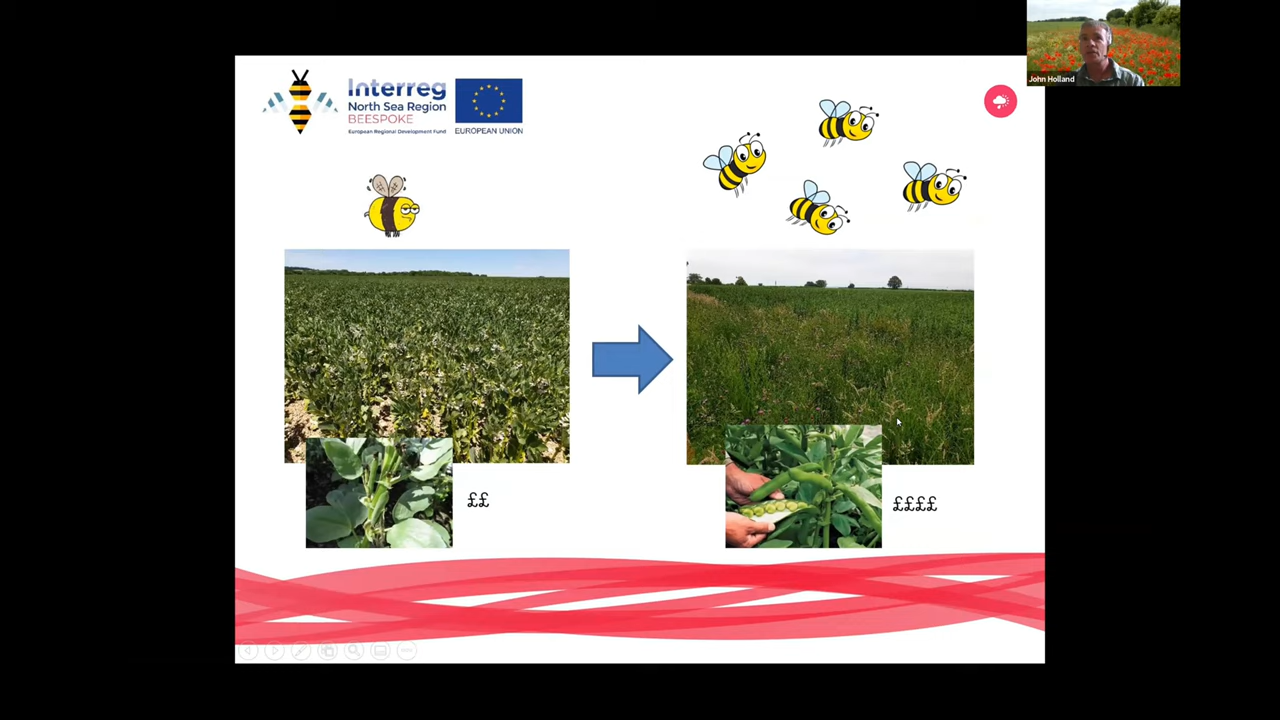 John Holland
Interreg
North Sea Region
BEESPOKE
European Regional Development Fund
EUROPEAN UNION
££
££££